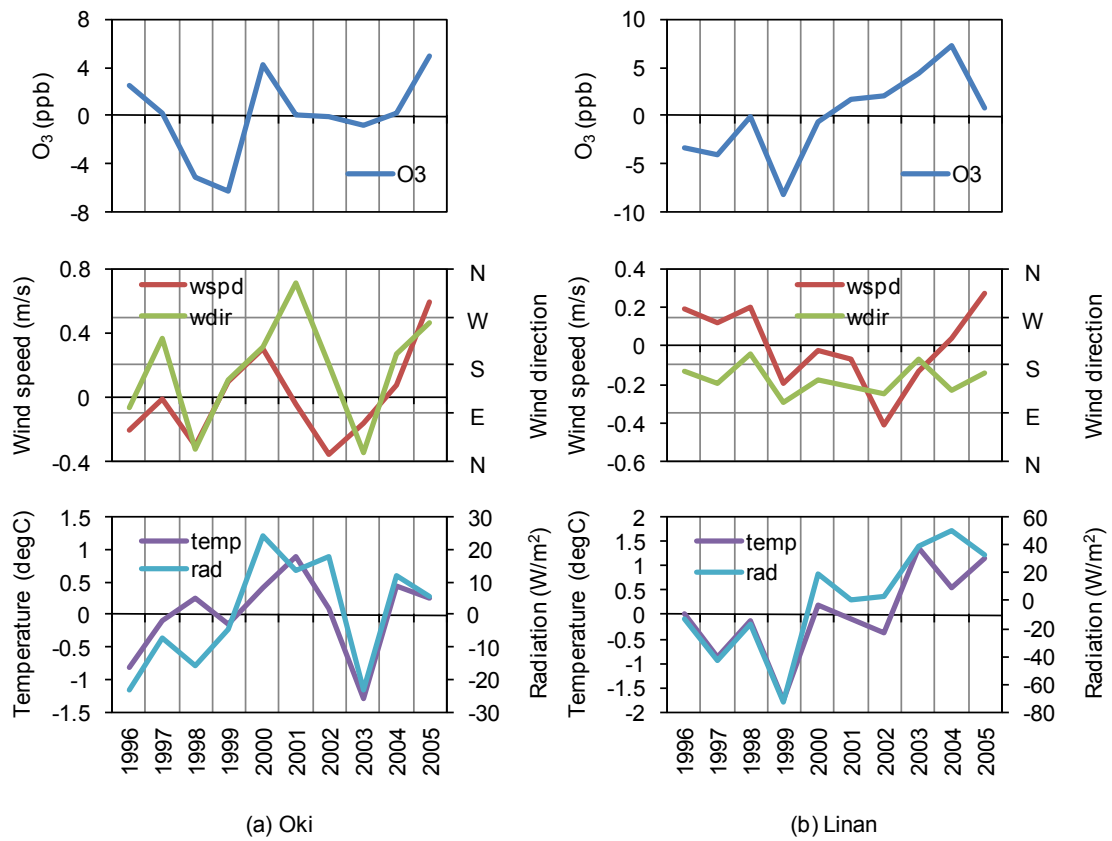 8
4
0
-4
-8
O3 (ppb)
O3
10
5
0
-5
-10
O3 (ppb)
O3
0.8
0.4
0
-0.4
Wind speed (m/s)
wspd
wdir
N
W
S
E
N
Wind direction
0.4
0.2
0
-0.2
-0.4
-0.6
Wind speed (m/s)
wspd
wdir
N
W
S
E
N
Wind direction
1.5
1
0.5
0
-0.5
-1
-1.5
Temperature (degC)
temp
rad
30
20
10
0
-10
-20
-30
Radiation (W/m2)
2
1.5
1
0.5
0
-0.5
-1
-1.5
-2
Temperature (degC)
temp
rad
60
40
20
0
-20
-40
-60
-80
Radiation (W/m2)
1996
1997
1998
1999
2000
2001
2002
2003
2004
2005
1996
1997
1998
1999
2000
2001
2002
2003
2004
2005
(a) Oki
(b) Linan